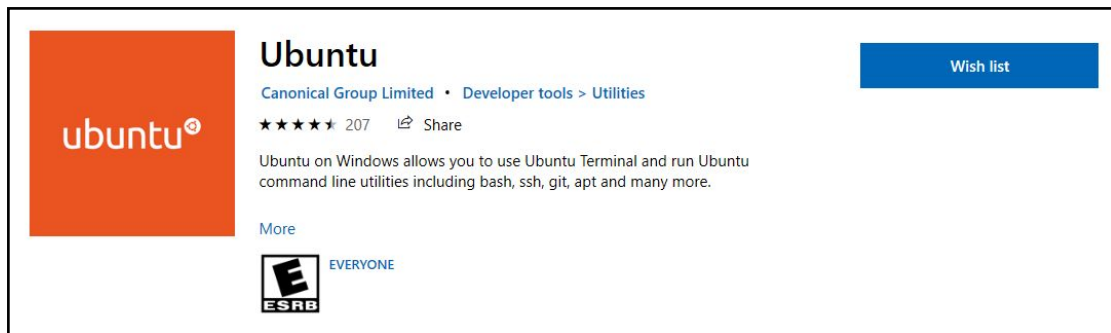 ubuntu
Ubuntu
Wish list
Canonical Group Limited • Developer tools > Utilities
207 Share
Ubuntu on Windows allows you to use Ubuntu Terminal and run Ubuntu
command line utilities including bash, ssh, git, apt and many more.
More
E
ESRB
EVERYONE